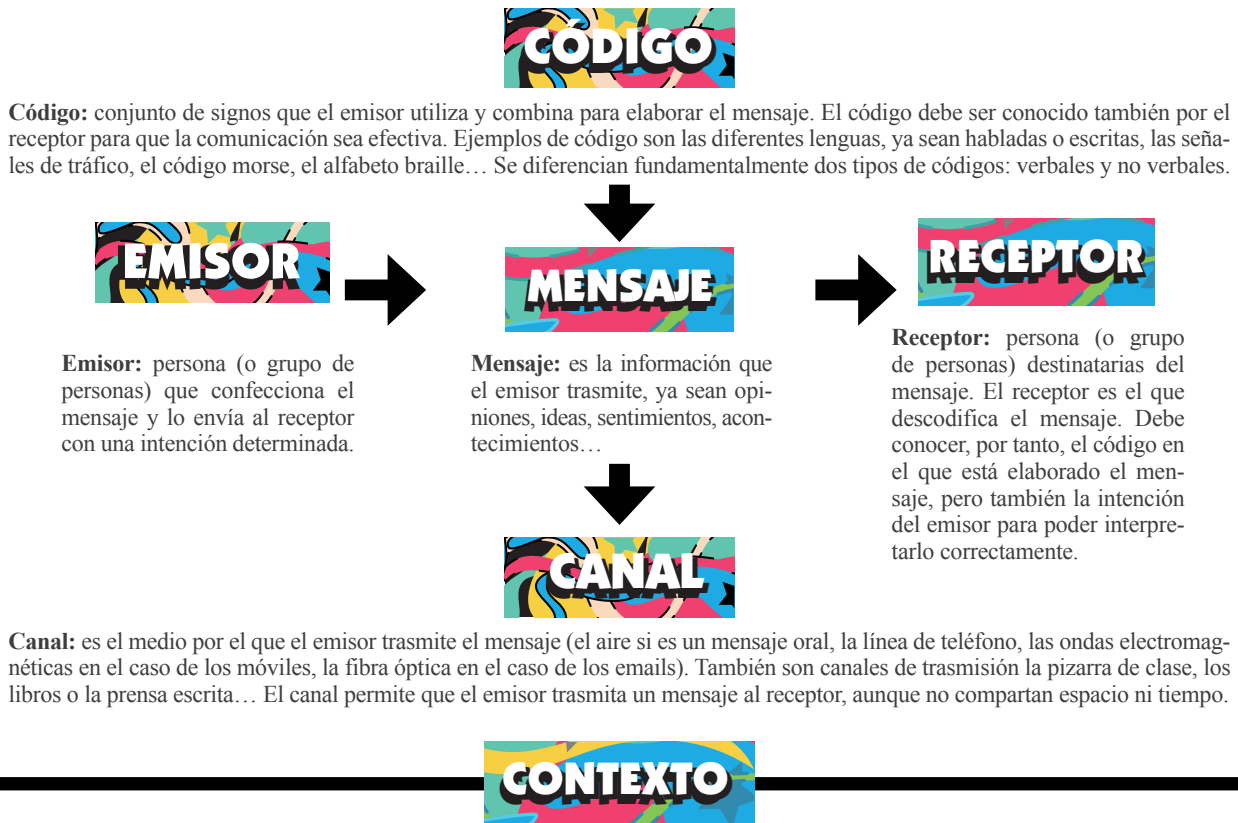 CÓDIGO
Código: conjunto de signos que el emisor utiliza y combina para elaborar el mensaje. El código debe ser conocido también por el
receptor para que la comunicación sea efectiva. Ejemplos de código son las diferentes lenguas, ya sean habladas o escritas, las seña-
les de tráfico, el código morse, el alfabeto braille… Se diferencian fundamentalmente dos tipos de códigos: verbales y no verbales.
EMISOR
Emisor: persona (o grupo de
personas) que confecciona el
mensaje y lo envía al receptor
con una intención determinada.
MENSAJE
Mensaje: es la información que
el emisor trasmite, ya sean opi-
niones, ideas, sentimientos, acon-
tecimientos…
RECEPTOR
Receptor: persona (o grupo
de personas) destinatarias del
mensaje. El receptor es el que
descodifica el mensaje. Debe
conocer, por tanto, el código en
el que está elaborado el men-
saje, pero también la intención
del emisor para poder interpre-
tarlo correctamente.
CANAL
Canal: es el medio por el que el emisor trasmite el mensaje (el aire si es un mensaje oral, la línea de teléfono, las ondas electromag-
néticas en el caso de los móviles, la fibra óptica en el caso de los emails). También son canales de trasmisión la pizarra de clase, los
libros o la prensa escrita… El canal permite que el emisor trasmita un mensaje al receptor, aunque no compartan espacio ni tiempo.
CONTEXTO